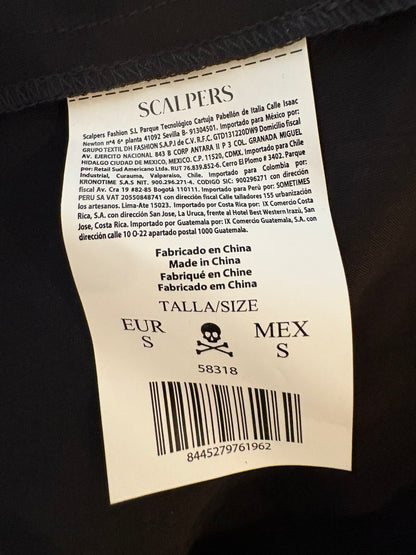 SCALPERS
Scalpers Fashion S.L Parque Tecnológico Cartuja Pabellón de Italia Calle Isaac
Newton nº4 6ª planta 41092 Sevilla B- 91304501. Importado para México por:
GRUPO TEXTIL DH FASHION S.A.P.I de C.V. R.F.C. GTD131220DW9 Domicilio fiscal
Av. EJERCITO NACIONAL 843 B CORP ANTARA II P 3 COL. GRANADA MIGUEL
HIDALGO CIUDAD DE MEXICO, MEXICO. C.P. 11520, CDMX. Importado para Chile
por: Retail Sud Americano Ltda. RUT 76.839.852-6. Cerro El Plomo # 3402. Parque
Industrial, Curauma, Valparaiso, Chile. Importado para Colombia por:
KRONOTIME S.A.S NIT. 900.296.271-4. CODIGO SIC: 900296271 con dirección
fiscal Av. Cra 19 #82-85 Bogotá 110111. Importado para Perú por: SOMETIMES
PERU SA VAT 20550848741 con dirección fiscal Calle talladores 155 urbanización
los artesanos. Lima-Ate 15023. Importado por Costa Rica por: IX Comercio Costa
Rica, S.A. con dirección San Jose, La Uruca, frente al Hotel Best Western Irazú, San
Jose, Costa Rica. Importado por Guatemala por: IX Comercio Guatemala, S.A. con
dirección calle 10 O-22 apartado postal 1000 Guatemala.
Fabricado en China
Made in China
Fabriqué en Chine
Fabricado em China
TALLA/SIZE
EUR MEX
S S
58318
8445279761962